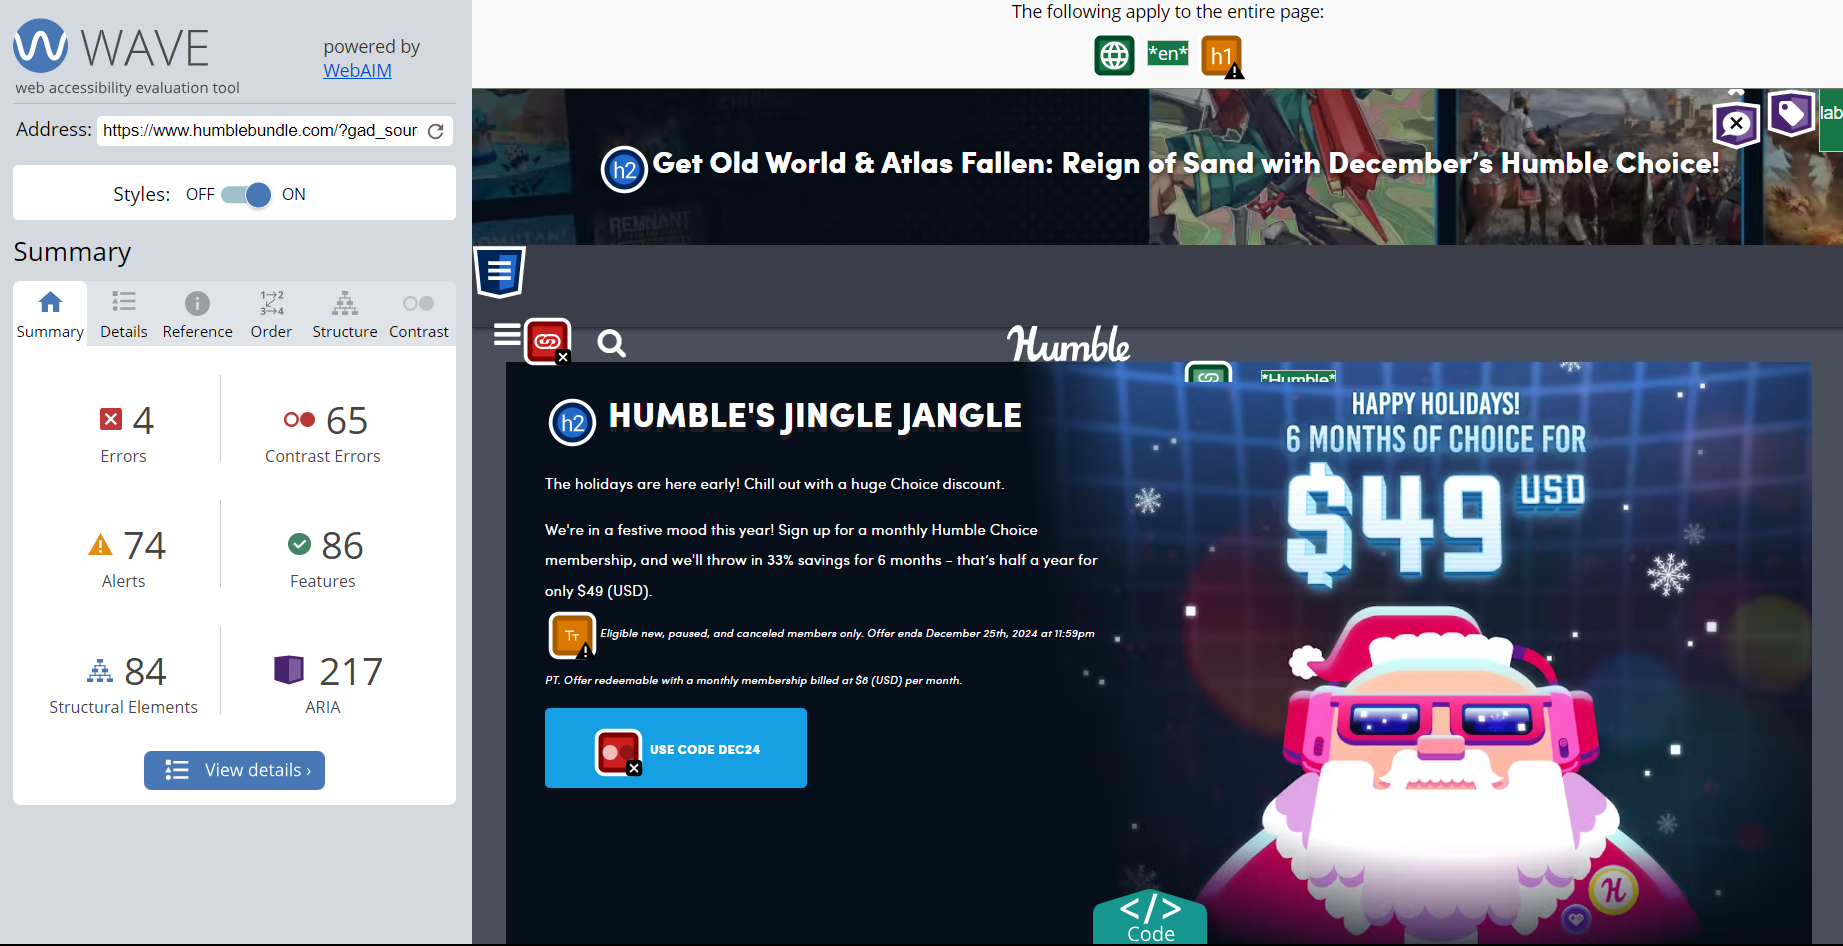 WAVE
powered by
WebAIM
web accessibility evaluation tool
Address: https://www.humblebundle.com/?gad_sour
Styles: OFF ON
Summary
Summary Details Reference Order Structure Contrast
4
Errors
65
Contrast Errors
74
Alerts
86
Features
84
Structural Elements
217
ARIA
View details ›
The following apply to the entire page:
*en* h1
h2 Get Old World & Atlas Fallen: Reign of Sand with December’s Humble Choice!
lab
REMNANT
Humble
*Humble*
h2 HUMBLE'S JINGLE JANGLE
The holidays are here early! Chill out with a huge Choice discount.
We're in a festive mood this year! Sign up for a monthly Humble Choice
membership, and we'll throw in 33% savings for 6 months – that’s half a year for
only $49 (USD).
Tт Eligible new, paused, and canceled members only. Offer ends December 25th, 2024 at 11:59pm
PT. Offer redeemable with a monthly membership billed at $8 (USD) per month.
USE CODE DEC24
HAPPY HOLIDAYS!
6 MONTHS OF CHOICE FOR
$49 USD
H
</>
Code